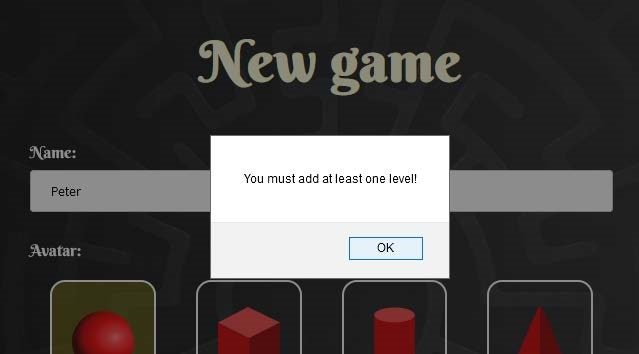 New game
Name:
Peter
You must add at least one level!
OK
Avatar: